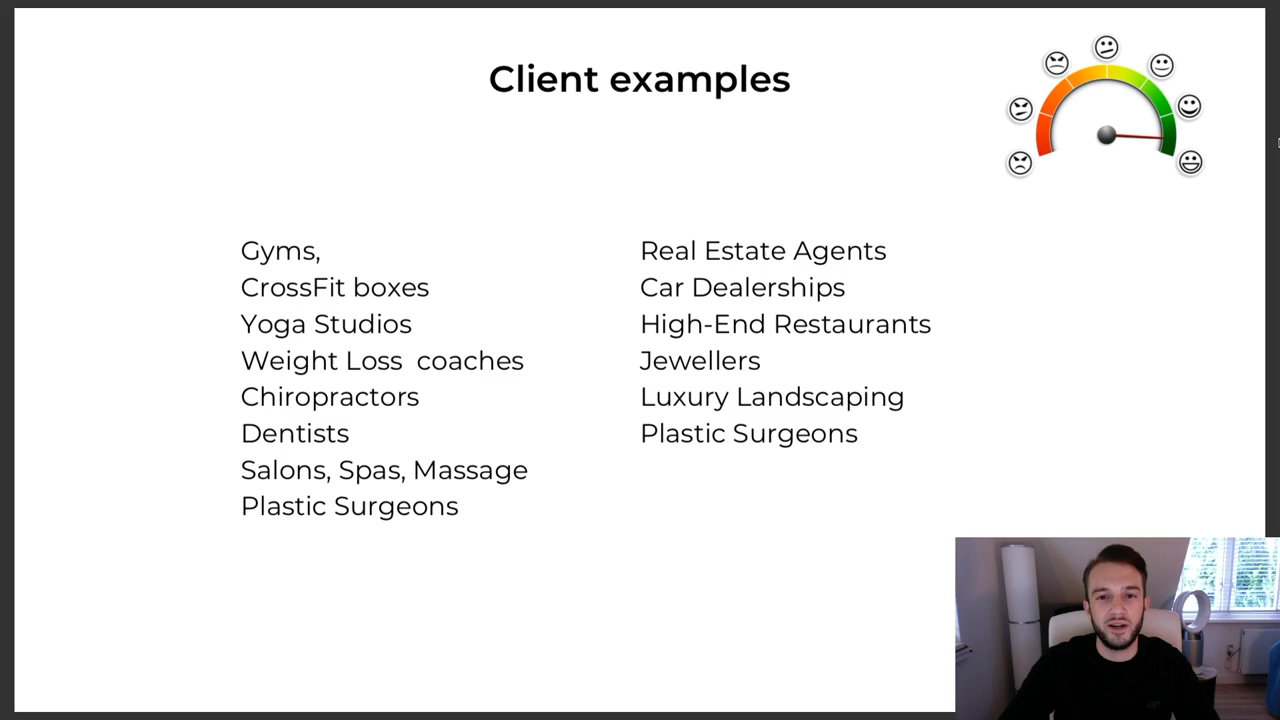 Client examples
Gyms,
CrossFit boxes
Yoga Studios
Weight Loss  coaches
Chiropractors
Dentists
Salons, Spas, Massage
Plastic Surgeons
Real Estate Agents
Car Dealerships
High-End Restaurants
Jewellers
Luxury Landscaping
Plastic Surgeons